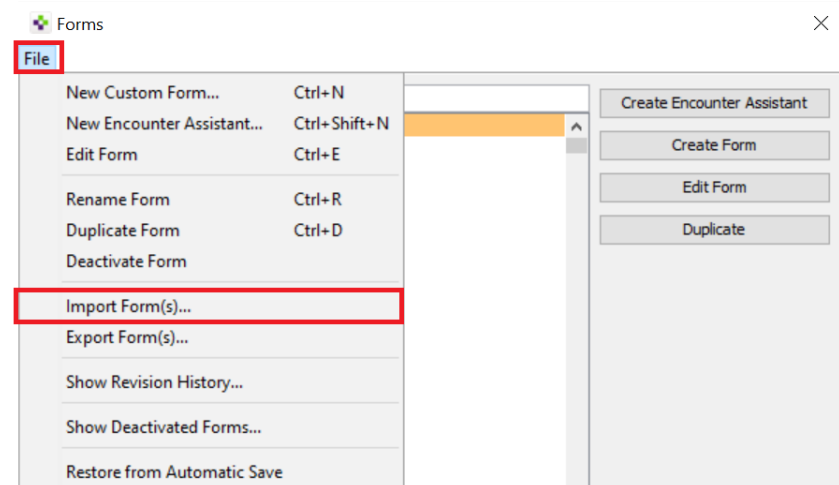 Forms
File
New Custom Form... Ctrl+N
New Encounter Assistant... Ctrl+Shift+N
Edit Form Ctrl+E
Rename Form Ctrl+R
Duplicate Form Ctrl+D
Deactivate Form
Import Form(s)...
Export Form(s)...
Show Revision History...
Show Deactivated Forms...
Restore from Automatic Save
Create Encounter Assistant
Create Form
Edit Form
Duplicate